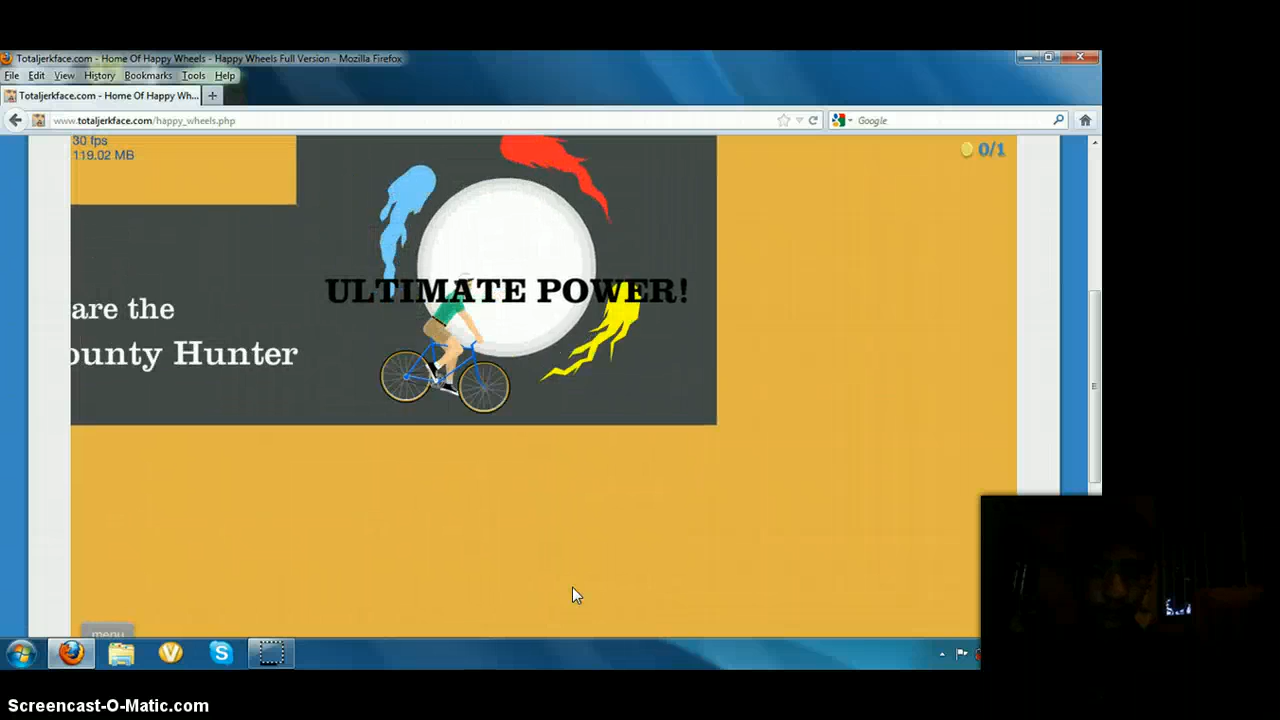 Totaljerkface.com - Home Of Happy Wheels - Happy Wheels Full Version - Mozilla Firefox
File Edit View History Bookmarks Tools Help
Totaljerkface.com - Home Of Happy Wh... +
www.totaljerkface.com/happy_wheels.php
Google
30 fps
119.02 MB
0/1
ULTIMATE POWER!
are the
ounty Hunter
menu
Screencast-O-Matic.com